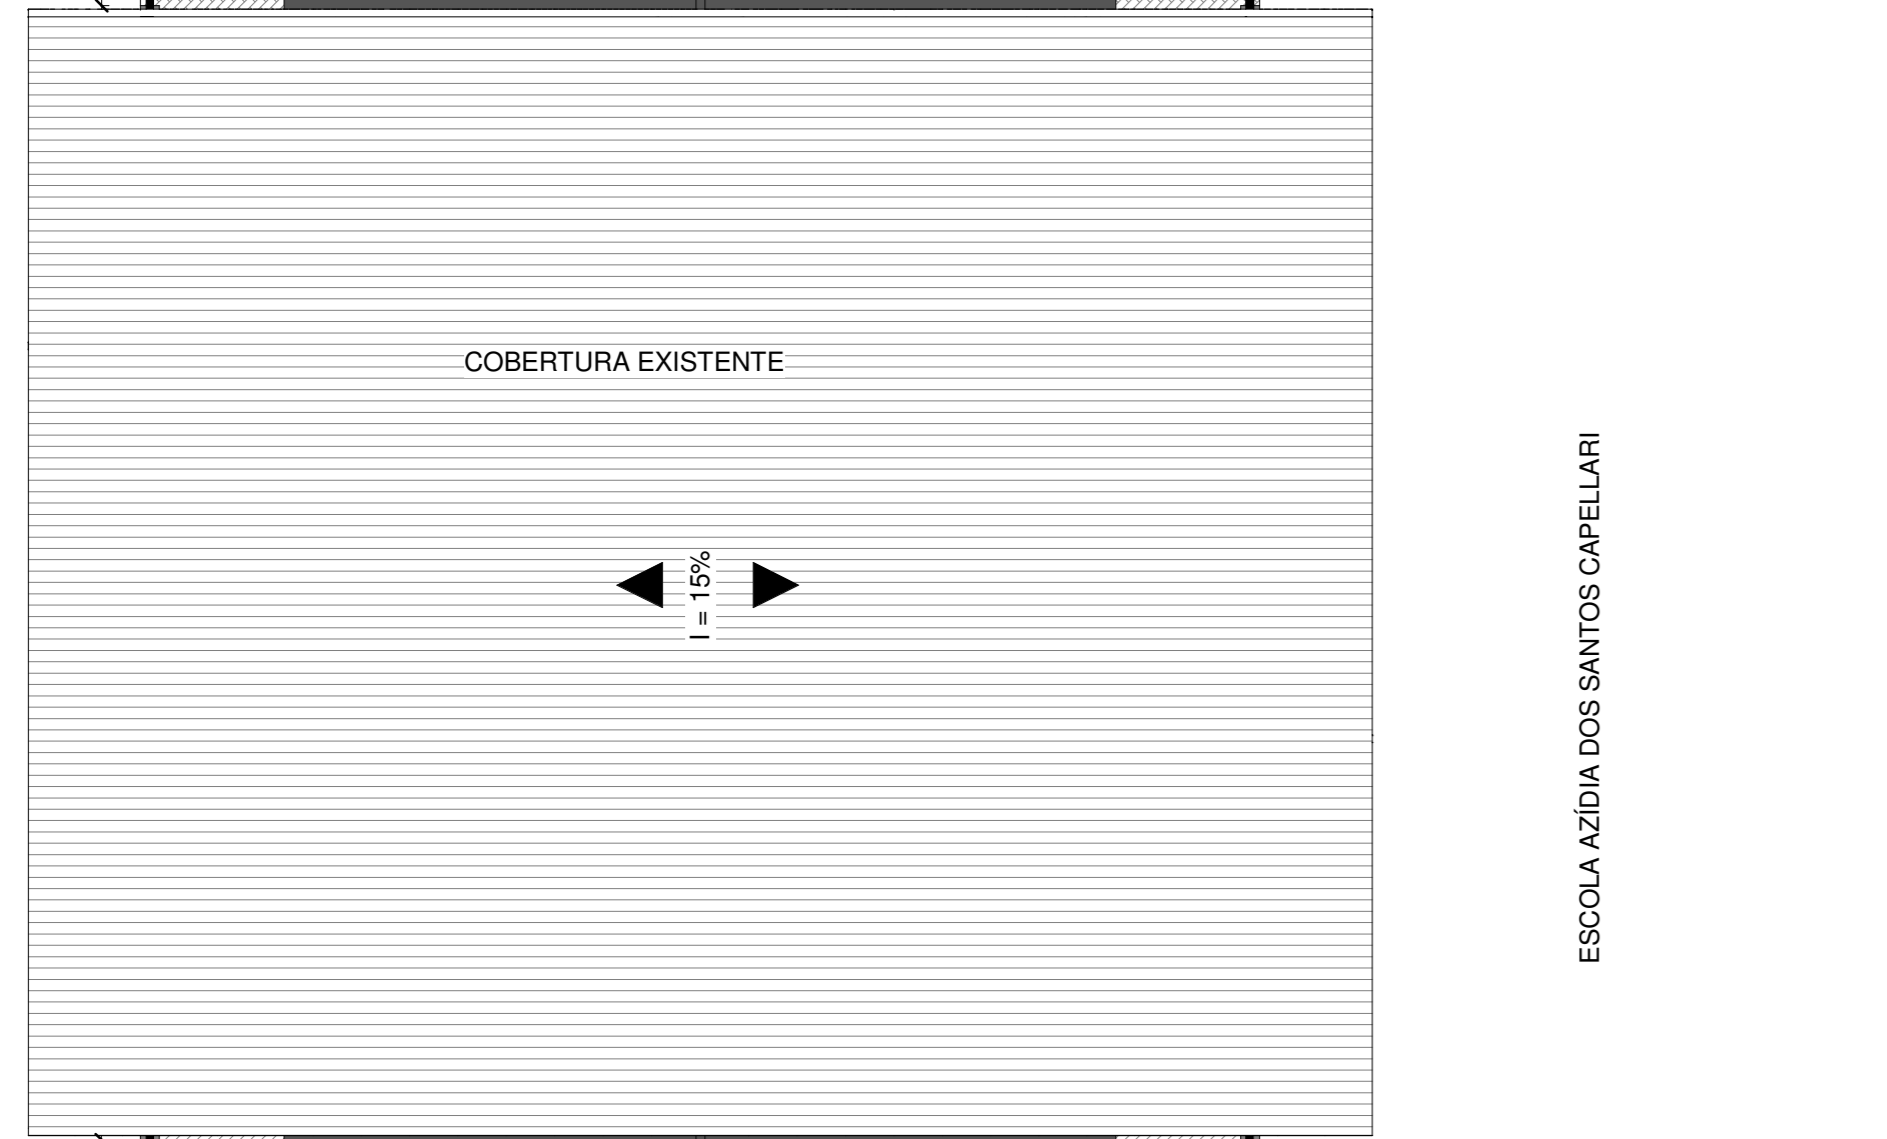 COBERTURA EXISTENTE
I = 15%
ESCOLA AZÍDIA DOS SANTOS CAPELLARI